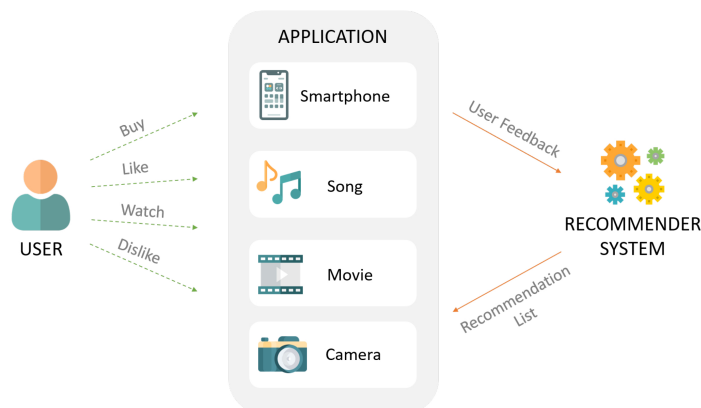 APPLICATION
Smartphone
Song
Movie
Camera
Buy
Like
Watch
Dislike
USER
User Feedback
RECOMMENDER
SYSTEM
Recommendation
List